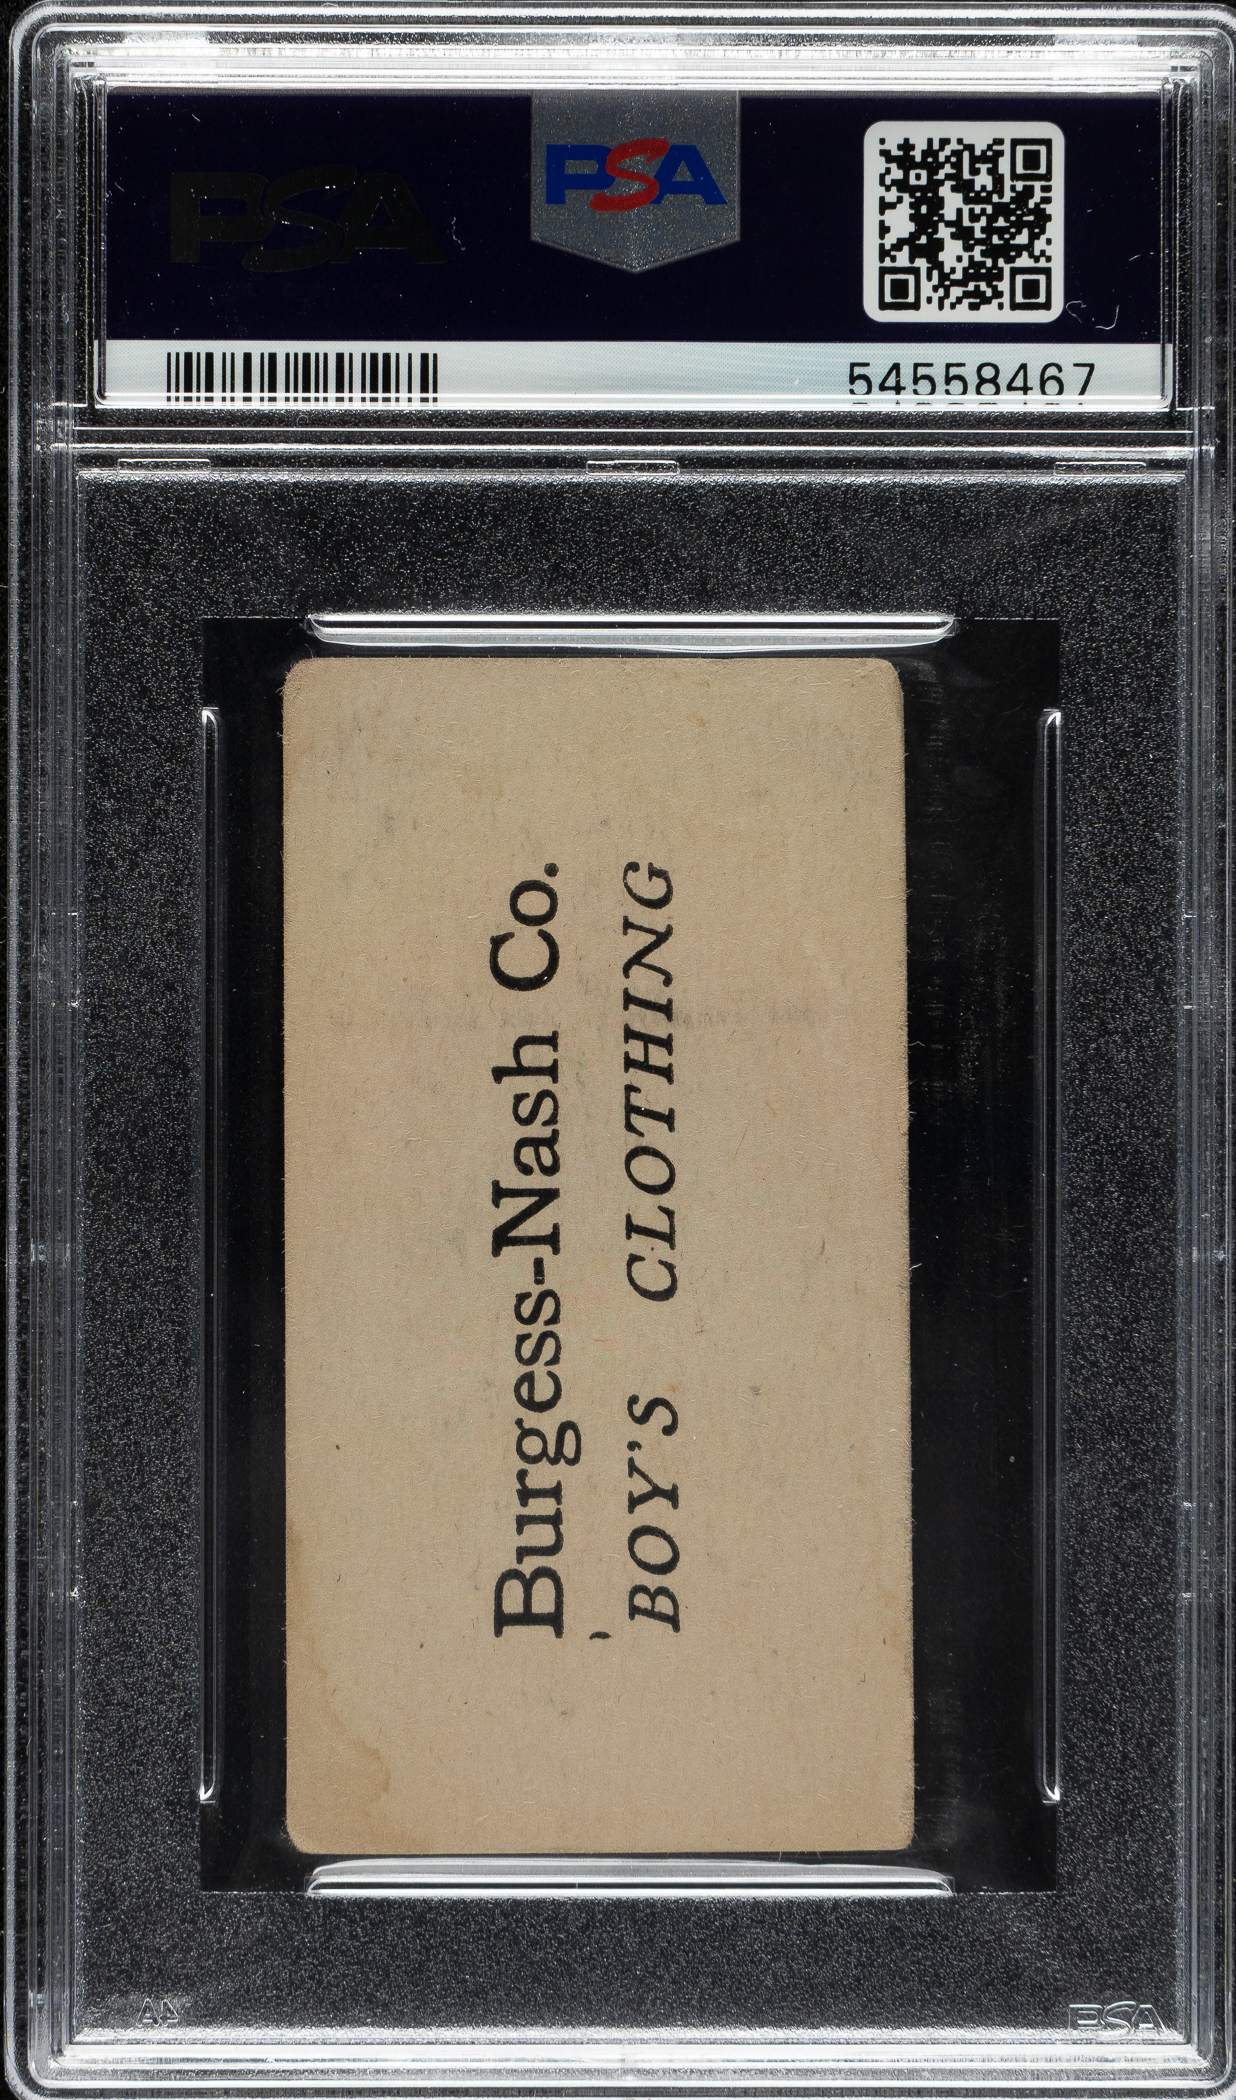 PSA
PSA
54558467
Burgess-Nash Co.
BOY'S CLOTHING
PSA